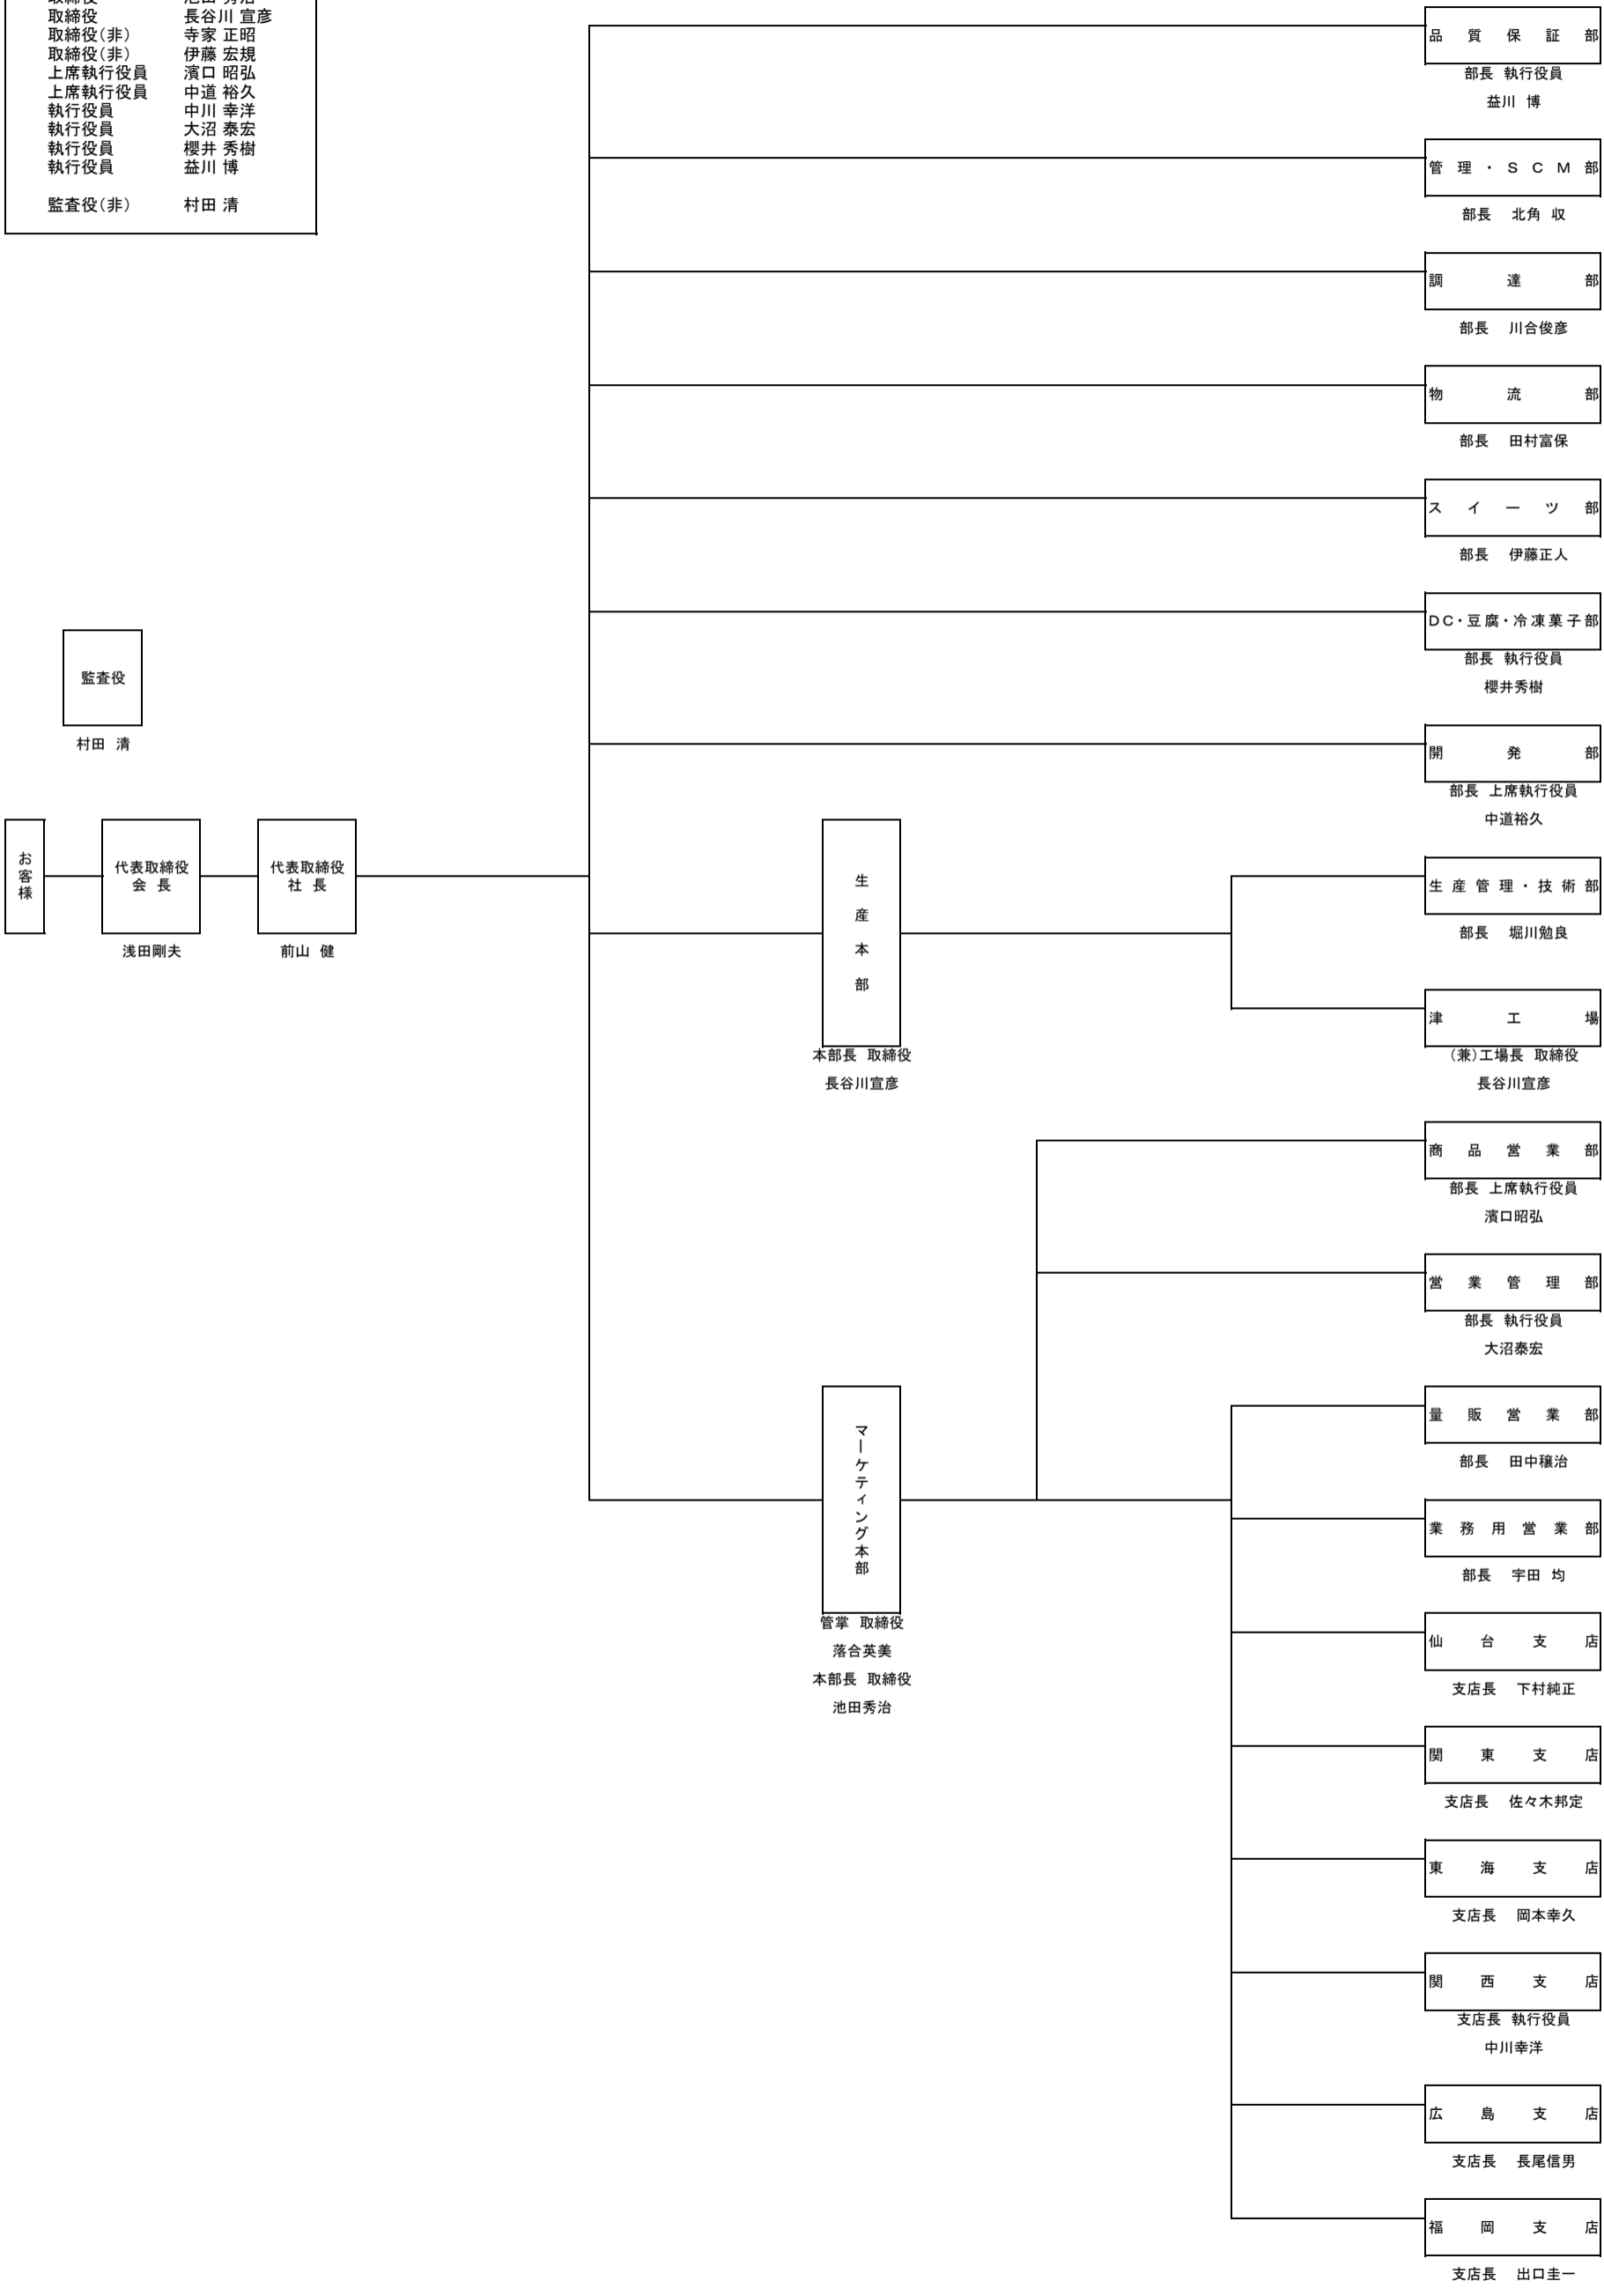 取締役 長谷川 宣彦
取締役(非) 寺家 正昭
取締役(非) 伊藤 宏規
上席執行役員 濱口 昭弘
上席執行役員 中道 裕久
執行役員 中川 幸洋
執行役員 大沼 泰宏
執行役員 櫻井 秀樹
執行役員 益川 博
監査役(非) 村田 清
品質保証部
部長 執行役員
益川 博
管理・SCM部
部長 北角 収
調達部
部長 川合俊彦
物流部
部長 田村富保
スイーツ部
部長 伊藤正人
DC・豆腐・冷凍菓子部
部長 執行役員
櫻井秀樹
監査役
村田 清
開発部
部長 上席執行役員
中道裕久
お客様
代表取締役
会 長
浅田剛夫
代表取締役
社 長
前山 健
生産本部
本部長 取締役
長谷川宣彦
生産管理・技術部
部長 堀川勉良
津工場
(兼)工場長 取締役
長谷川宣彦
商品営業部
部長 上席執行役員
濱口昭弘
営業管理部
部長 執行役員
大沼泰宏
マーケティング本部
管掌 取締役
落合英美
本部長 取締役
池田秀治
量販営業部
部長 田中穣治
業務用営業部
部長 宇田 均
仙台支店
支店長 下村純正
関東支店
支店長 佐々木邦定
東海支店
支店長 岡本幸久
関西支店
支店長 執行役員
中川幸洋
広島支店
支店長 長尾信男
福岡支店
支店長 出口圭一